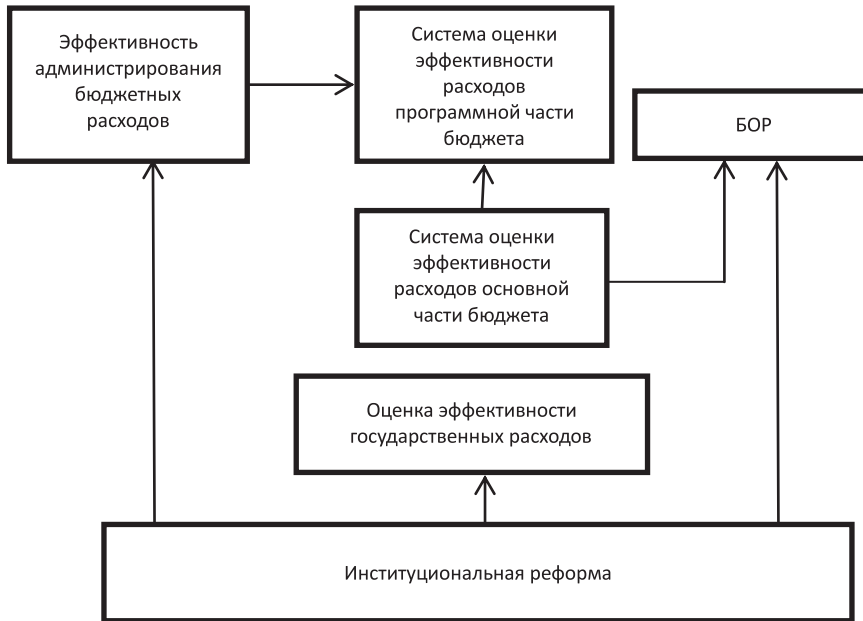 Эффективность
администрирования
бюджетных
расходов
Система оценки
эффективности
расходов
программной части
бюджета
БОР
Система оценки
эффективности
расходов основной
части бюджета
Оценка эффективности
государственных расходов
Институциональная реформа